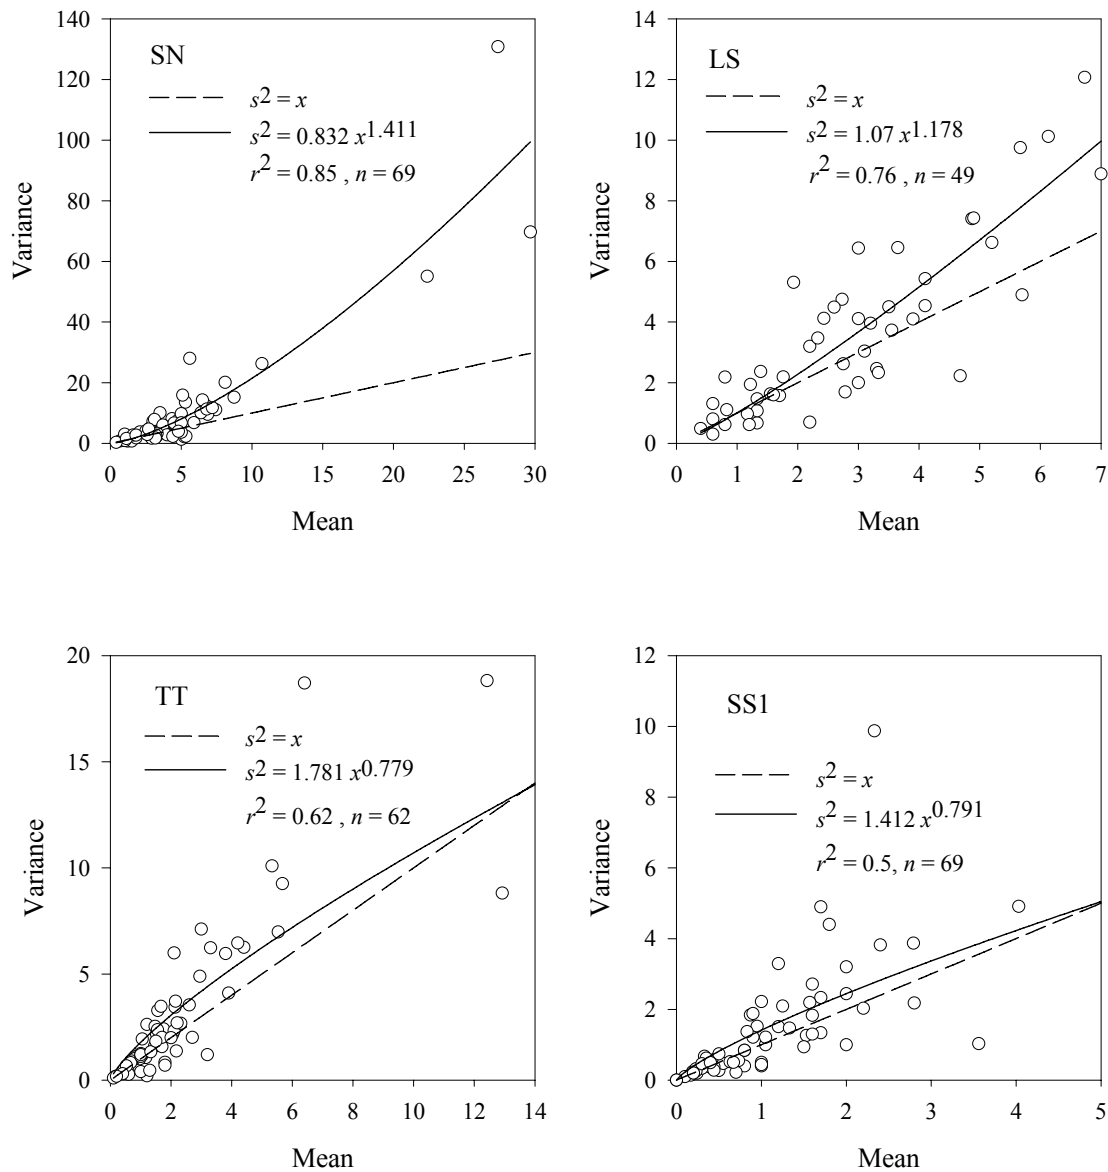 SN
s² = x
s² = 0.832 x^1.411
r² = 0.85 , n = 69
140
120
100
80
60
40
20
0
Variance
0 5 10 15 20 25 30
Mean
LS
s² = x
s² = 1.07 x^1.178
r² = 0.76 , n = 49
14
12
10
8
6
4
2
0
Variance
0 1 2 3 4 5 6 7
Mean
TT
s² = x
s² = 1.781 x^0.779
r² = 0.62 , n = 62
20
15
10
5
0
Variance
0 2 4 6 8 10 12 14
Mean
SS1
s² = x
s² = 1.412 x^0.791
r² = 0.5, n = 69
12
10
8
6
4
2
0
Variance
0 1 2 3 4 5
Mean